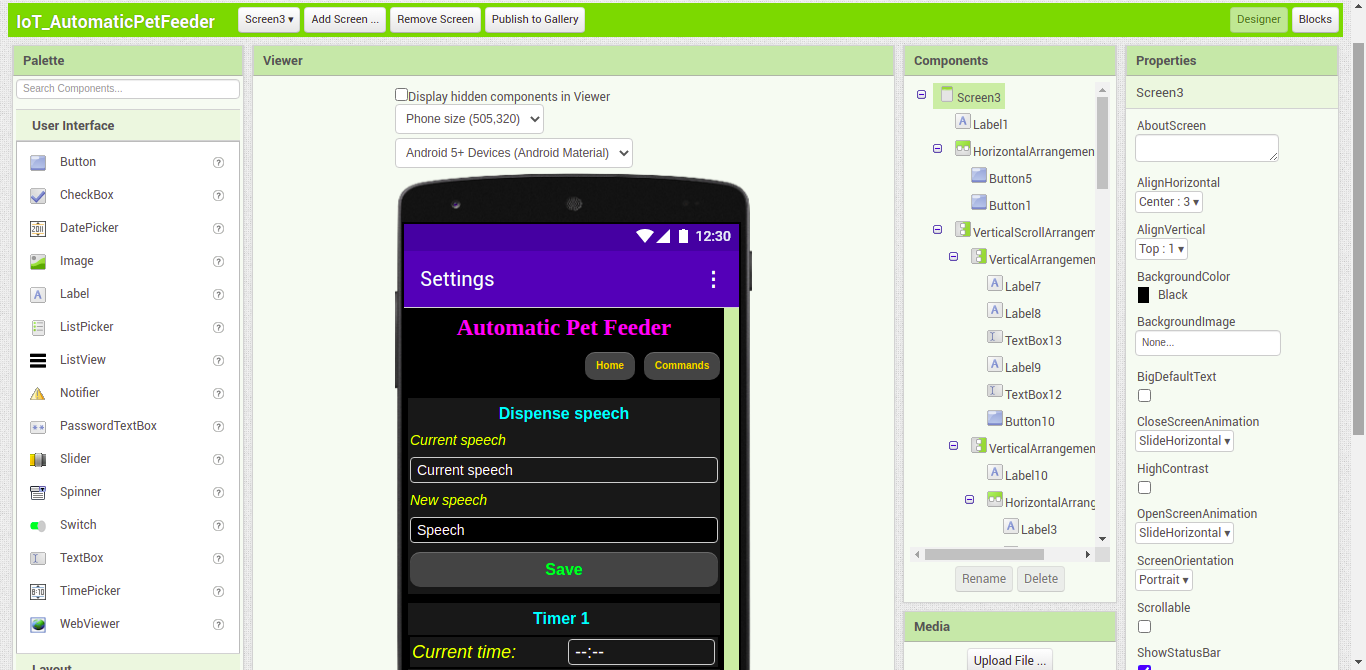 IoT_AutomaticPetFeeder
Screen3 ▾
Add Screen ...
Remove Screen
Publish to Gallery
Designer
Blocks
Palette
Search Components...
User Interface
Button
CheckBox
DatePicker
Image
Label
ListPicker
ListView
Notifier
PasswordTextBox
Slider
Spinner
Switch
TextBox
TimePicker
WebViewer
Layout
Viewer
Display hidden components in Viewer
Phone size (505,320)
Android 5+ Devices (Android Material)
12:30
Settings
Automatic Pet Feeder
Home
Commands
Dispense speech
Current speech
Current speech
New speech
Speech
Save
Timer 1
Current time:
--:--
Components
Screen3
Label1
HorizontalArrangemen
Button5
Button1
VerticalScrollArrangem
VerticalArrangemen
Label7
Label8
TextBox13
Label9
TextBox12
Button10
VerticalArrangemen
Label10
HorizontalArrang
Label3
Rename
Delete
Media
Upload File ...
Properties
Screen3
AboutScreen
AlignHorizontal
Center : 3 ▾
AlignVertical
Top : 1 ▾
BackgroundColor
Black
BackgroundImage
None...
BigDefaultText
CloseScreenAnimation
SlideHorizontal ▾
HighContrast
OpenScreenAnimation
SlideHorizontal ▾
ScreenOrientation
Portrait ▾
Scrollable
ShowStatusBar